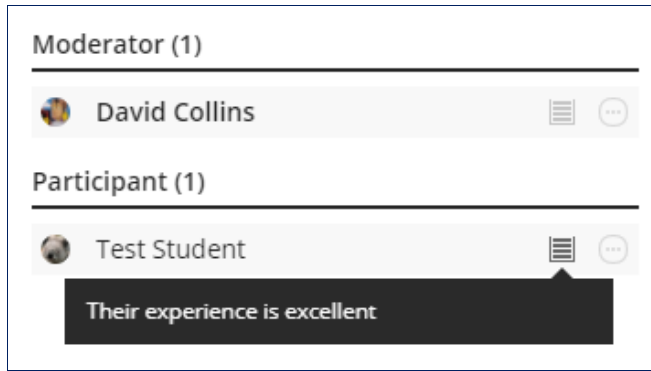 Moderator (1)
David Collins
Participant (1)
Test Student
Their experience is excellent